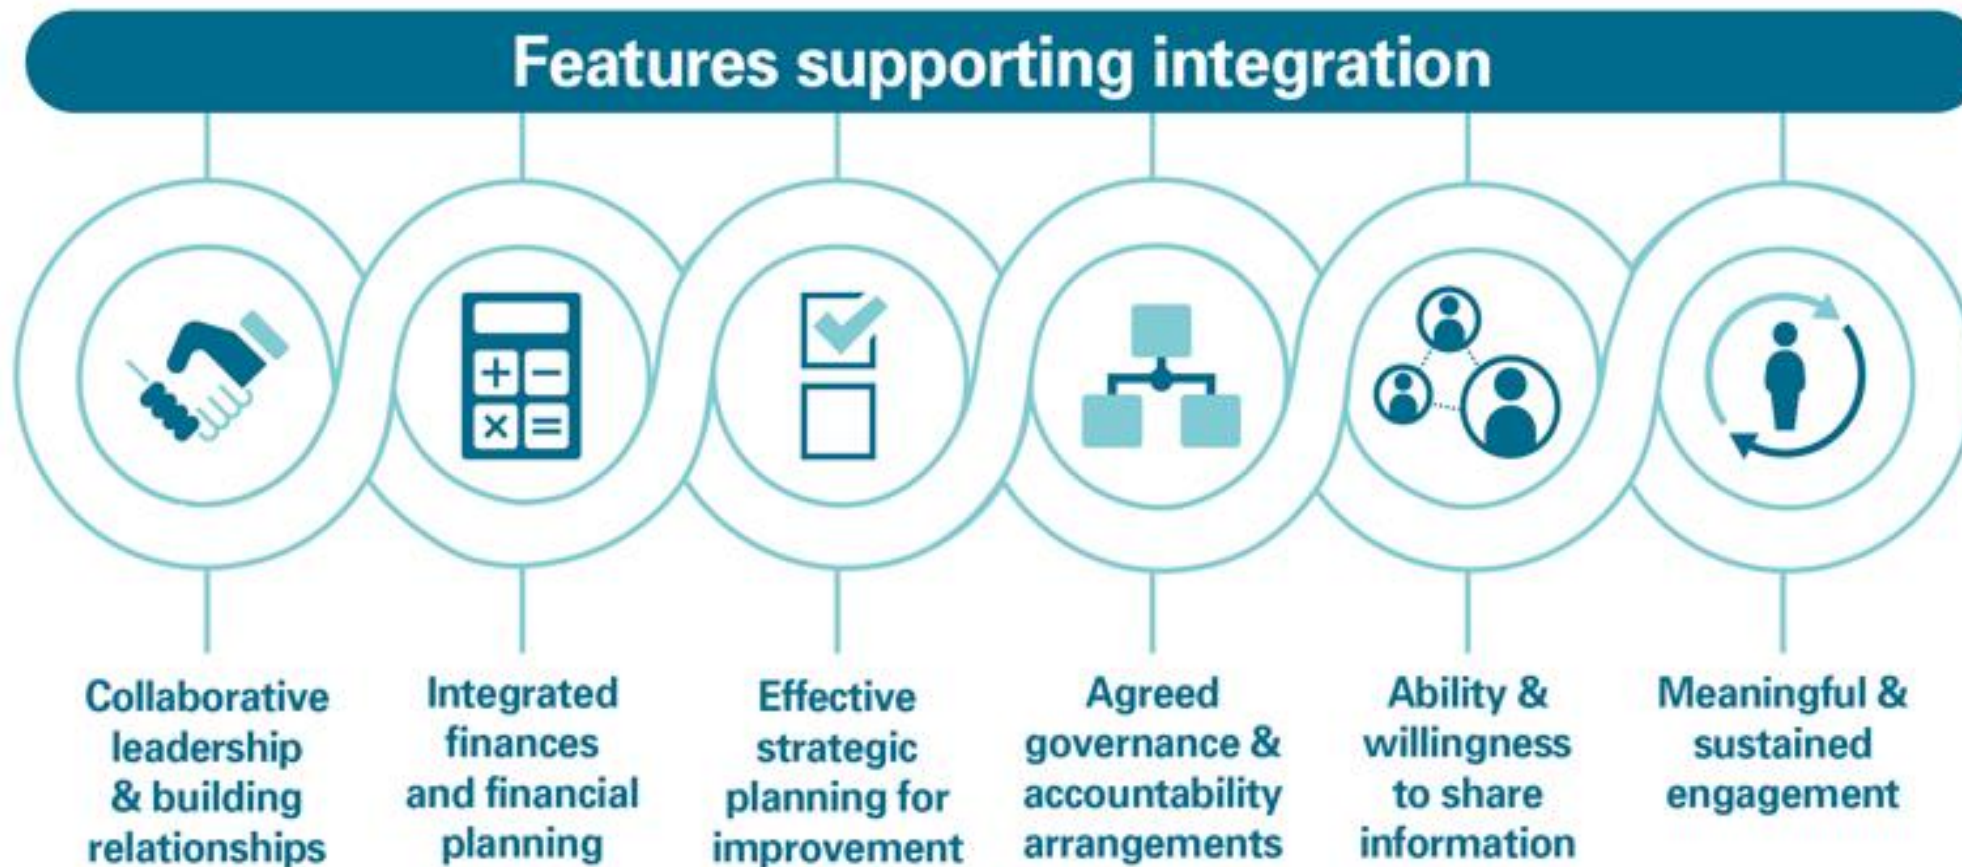 Features supporting integration
Collaborative
leadership
& building
relationships
Integrated
finances
and financial
planning
Effective
strategic
planning for
improvement
Agreed
governance &
accountability
arrangements
Ability &
willingness
to share
information
Meaningful &
sustained
engagement